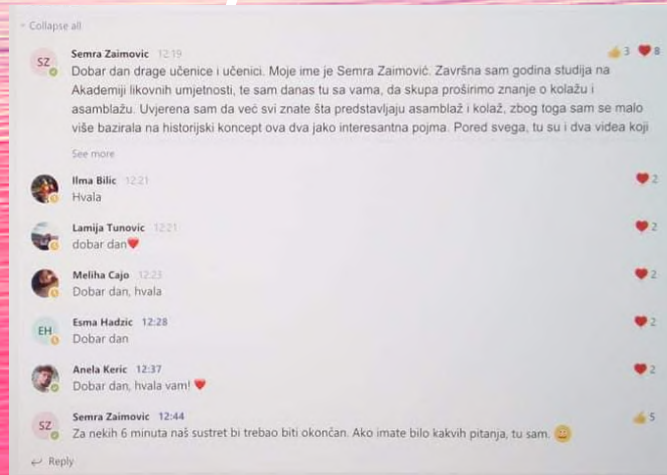 Collapse all
SZ
Semra Zaimovic 12:19
3
8
Dobar dan drage učenice i učenici. Moje ime je Semra Zaimović. Završna sam godina studija na
Akademiji likovnih umjetnosti, te sam danas tu sa vama, da skupa proširimo znanje o kolažu i
asamblažu. Uvjerena sam da već svi znate šta predstavljaju asamblaž i kolaž, zbog toga sam se malo
više bazirala na historijski koncept ova dva jako interesantna pojma. Pored svega, tu su i dva videa koji
See more
Ilma Bilic 12:21
2
Hvala
Lamija Tunovic 12:21
2
dobar dan❤
Meliha Cajo 12:23
2
Dobar dan, hvala
EH
Esma Hadzic 12:28
2
Dobar dan
Anela Keric 12:37
2
Dobar dan, hvala vam! ❤
SZ
Semra Zaimovic 12:44
5
Za nekih 6 minuta naš sustret bi trebao biti okončan. Ako imate bilo kakvih pitanja, tu sam. 😀
Reply